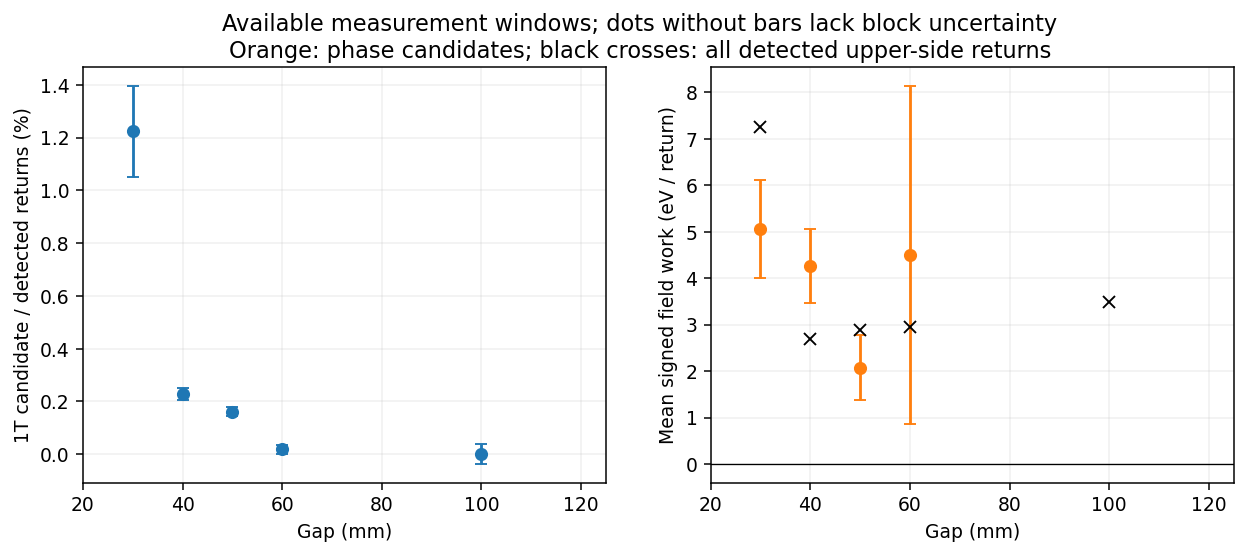 Available measurement windows; dots without bars lack block uncertainty
Orange: phase candidates; black crosses: all detected upper-side returns
1T candidate / detected returns (%)
1.4
1.2
1.0
0.8
0.6
0.4
0.2
0.0
20 40 60 80 100 120
Gap (mm)
Mean signed field work (eV / return)
8
7
6
5
4
3
2
1
0
20 40 60 80 100 120
Gap (mm)